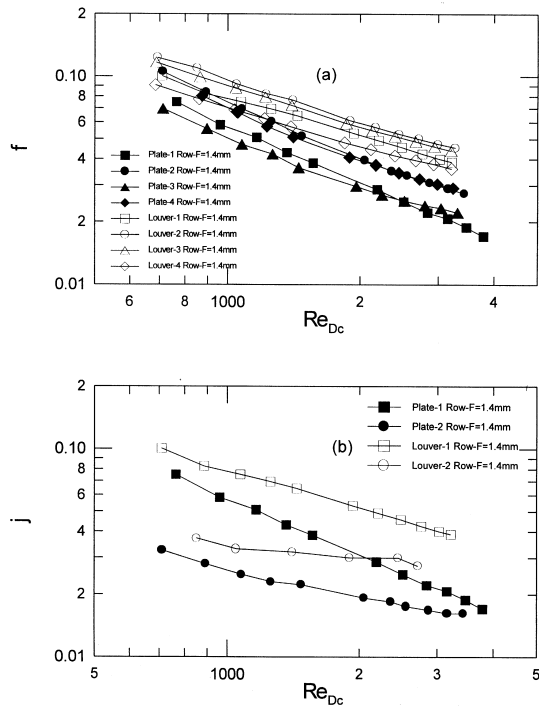 2
(a)
0.10
8
6
f
4
2
0.01
Plate-1 Row-F=1.4mm
Plate-2 Row-F=1.4mm
Plate-3 Row-F=1.4mm
Plate-4 Row-F=1.4mm
Louver-1 Row-F=1.4mm
Louver-2 Row-F=1.4mm
Louver-3 Row-F=1.4mm
Louver-4 Row-F=1.4mm
6 8 1000 2 4
Re_Dc
2
Plate-1 Row-F=1.4mm
Plate-2 Row-F=1.4mm
Louver-1 Row-F=1.4mm
Louver-2 Row-F=1.4mm
(b)
0.10
8
6
j
4
2
0.01
5 1000 2 3 4 5
Re_Dc